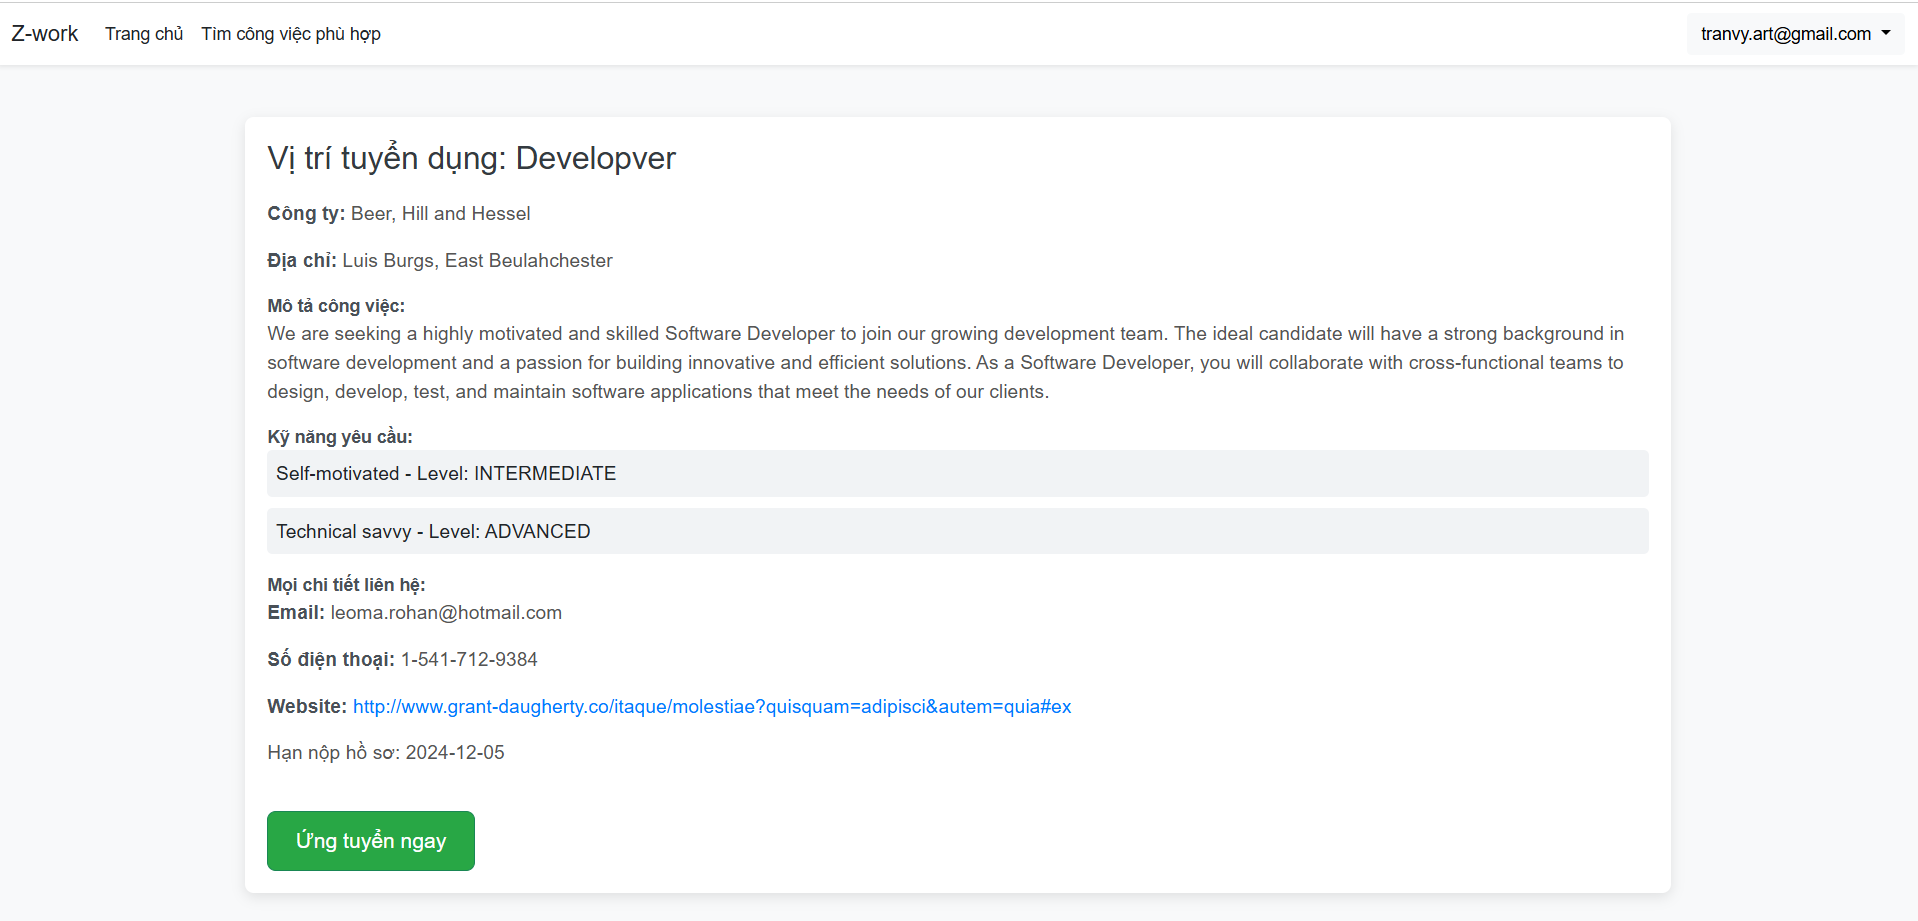 Z-work Trang chủ Tìm công việc phù hợp tranvy.art@gmail.com
Vị trí tuyển dụng: Developver
Công ty: Beer, Hill and Hessel
Địa chỉ: Luis Burgs, East Beulahchester
Mô tả công việc:
We are seeking a highly motivated and skilled Software Developer to join our growing development team. The ideal candidate will have a strong background in
software development and a passion for building innovative and efficient solutions. As a Software Developer, you will collaborate with cross-functional teams to
design, develop, test, and maintain software applications that meet the needs of our clients.
Kỹ năng yêu cầu:
Self-motivated - Level: INTERMEDIATE
Technical savvy - Level: ADVANCED
Mọi chi tiết liên hệ:
Email: leoma.rohan@hotmail.com
Số điện thoại: 1-541-712-9384
Website: http://www.grant-daugherty.co/itaque/molestiae?quisquam=adipisci&autem=quia#ex
Hạn nộp hồ sơ: 2024-12-05
Ứng tuyển ngay